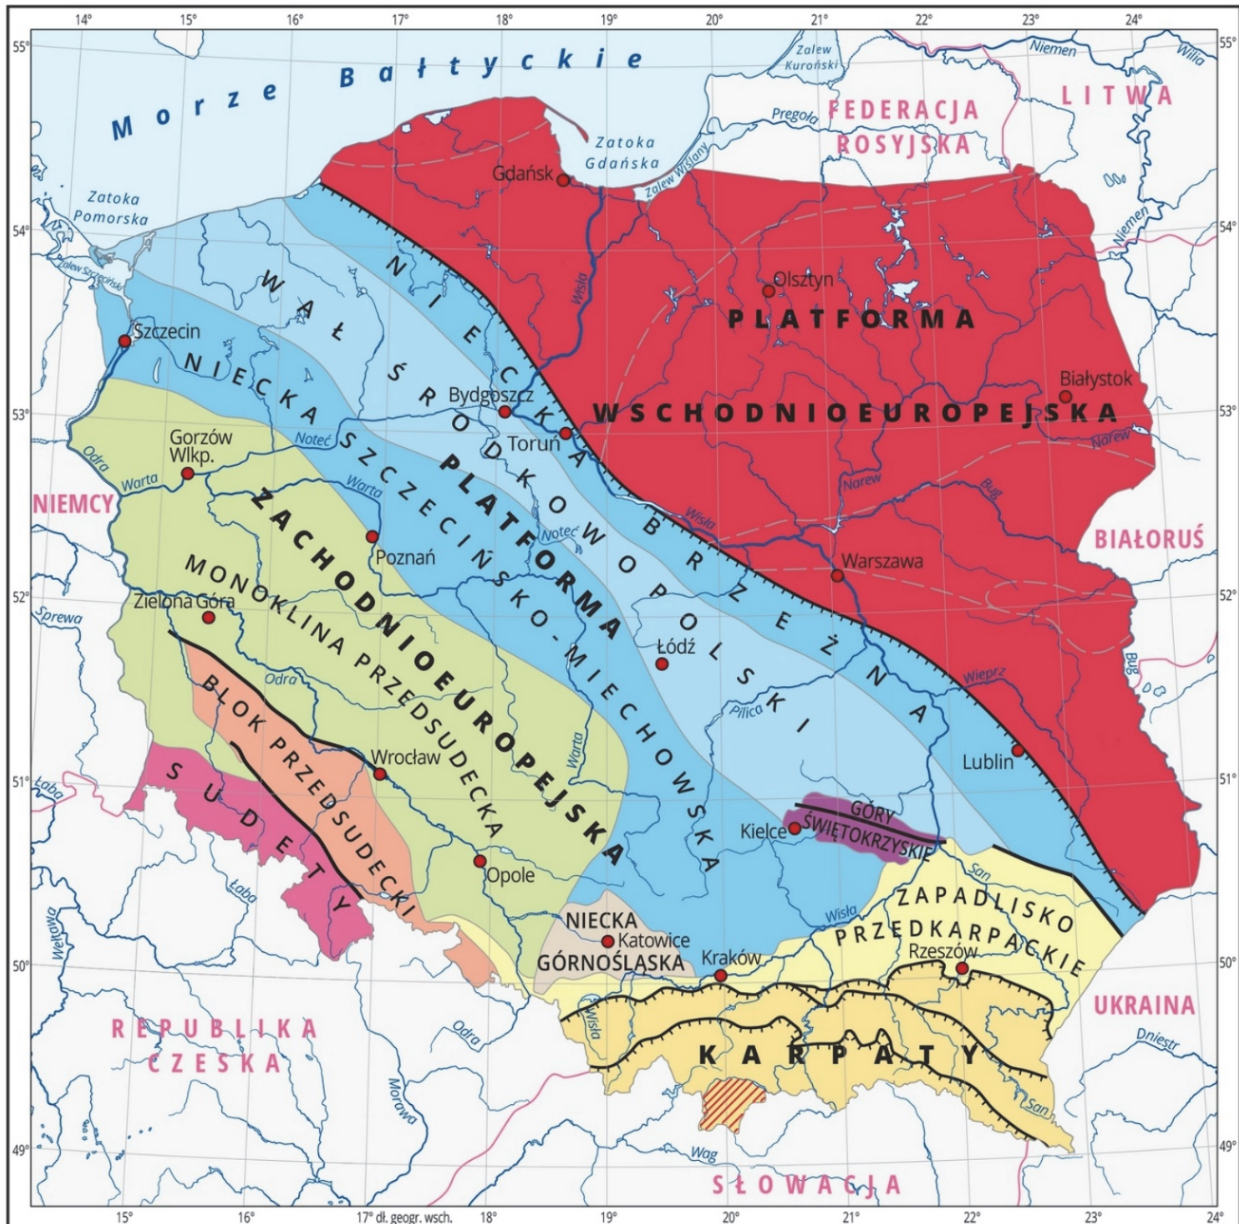 14° 15° 16° 17° 18° 19° 20° 21° 22° 23° 24°
55° 55°
Morze Bałtyckie
Zalew Kuroński
Niemen
Wilia
LITWA
FEDERACJA
ROSYJSKA
Pregoła
Zatoka
Gdańska
Zalew Wiślany
Gdańsk
Zatoka
Pomorska
Zalew Szczeciński
54° 54°
Niemen
Wisła
Olsztyn
PLATFORMA
WSCHODNIOEUROPEJSKA
Białystok
Szczecin
NIECKA BRZEŻNA
WAŁ ŚRODKOWOPOLSKI
NIECKA SZCZECIŃSKO-MIECHOWSKA
Bydgoszcz
Toruń
53° 53°
Gorzów
Wlkp.
Noteć
Odra
Warta
Warta
Narew
Narew
Bug
NIEMCY
BIAŁORUŚ
PLATFORMA
ZACHODNIOEUROPEJSKA
Noteć
Wisła
Poznań
Warszawa
MONOKLINA PRZEDSUDECKA
52° 52°
Zielona Góra
Sprewa
Łódź
Bug
Wieprz
Odra
Pilica
BLOK PRZEDSUDECKI
Warta
Wrocław
Lublin
51° 51°
Łaba
SUDETY
Kielce
GÓRY
ŚWIĘTOKRZYSKIE
Opole
San
Łaba
Wełtawa
NIECKA
GÓRNOŚLĄSKA
Katowice
Wisła
ZAPADLISKO
PRZEDKARPACKIE
Kraków
Rzeszów
50° 50°
UKRAINA
REPUBLIKA
CZESKA
Odra
Wisła
Dniestr
KARPATY
Morawa
San
49° 49°
Wag
SŁOWACJA
15° 16° 17° dł. geogr. wsch. 18° 19° 20° 21° 22° 23° 24°